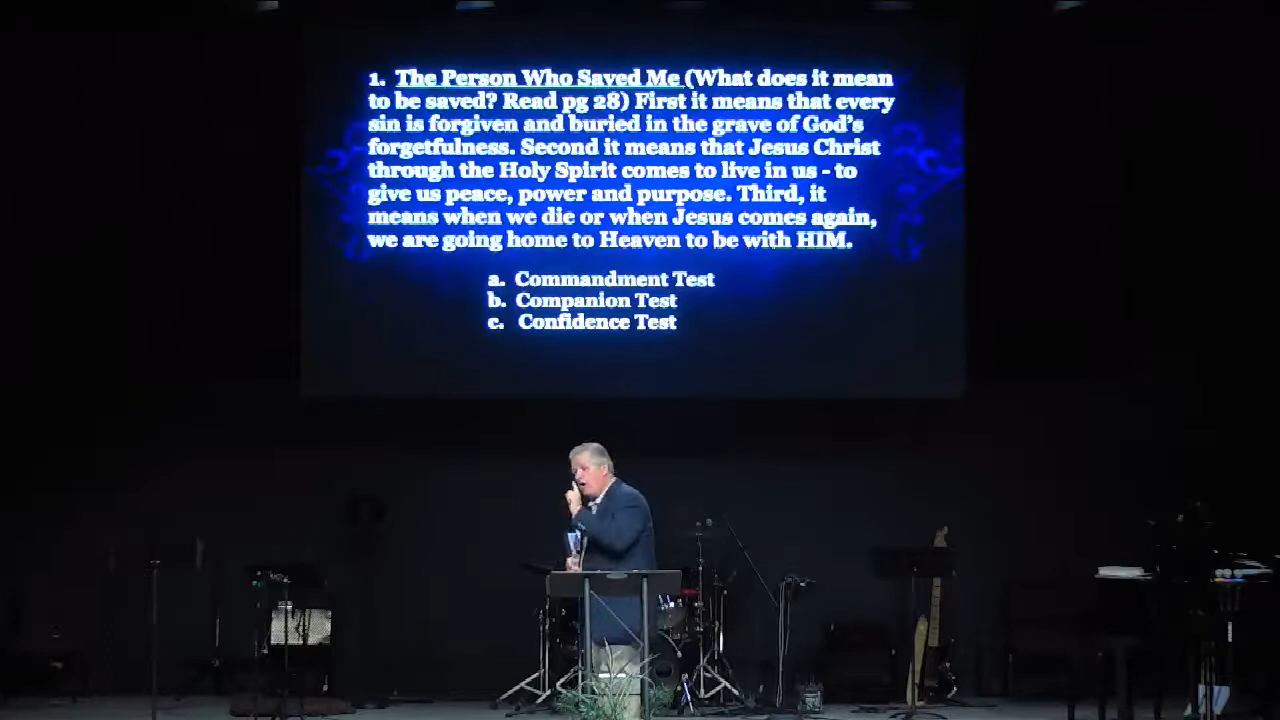 1. The Person Who Saved Me (What does it mean
to be saved? Read pg 28) First it means that every
sin is forgiven and buried in the grave of God's
forgetfulness. Second it means that Jesus Christ
through the Holy Spirit comes to live in us - to
give us peace, power and purpose. Third, it
means when we die or when Jesus comes again,
we are going home to Heaven to be with HIM.
a. Commandment Test
b. Companion Test
c. Confidence Test